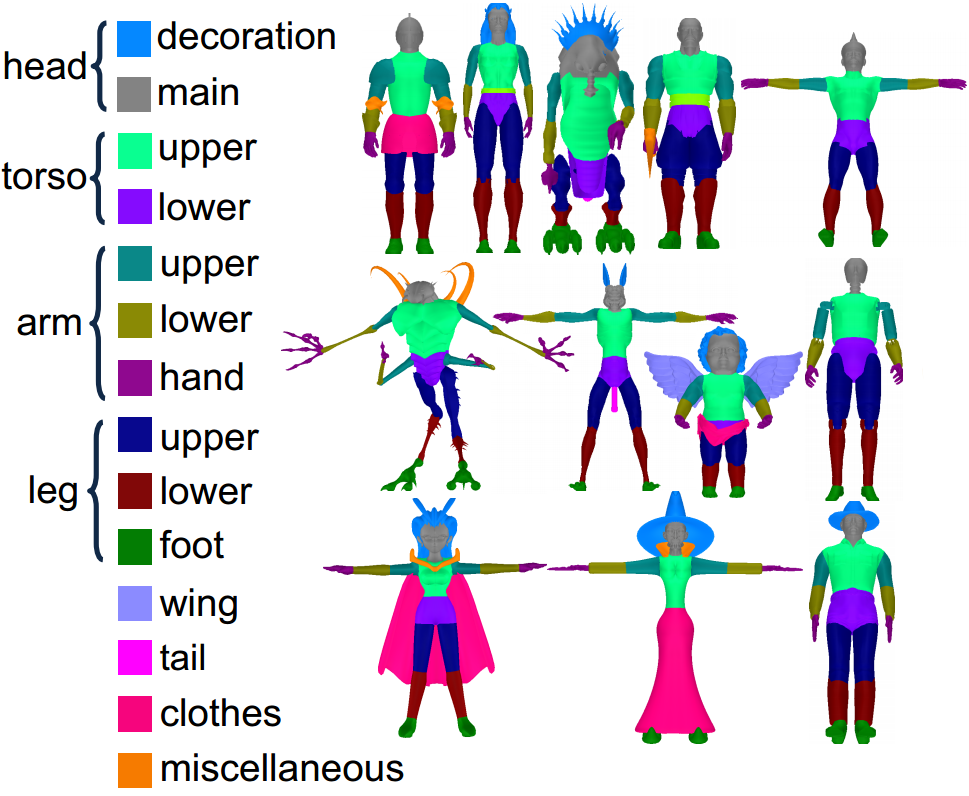 head
decoration
main
torso
upper
lower
arm
upper
lower
hand
leg
upper
lower
foot
wing
tail
clothes
miscellaneous